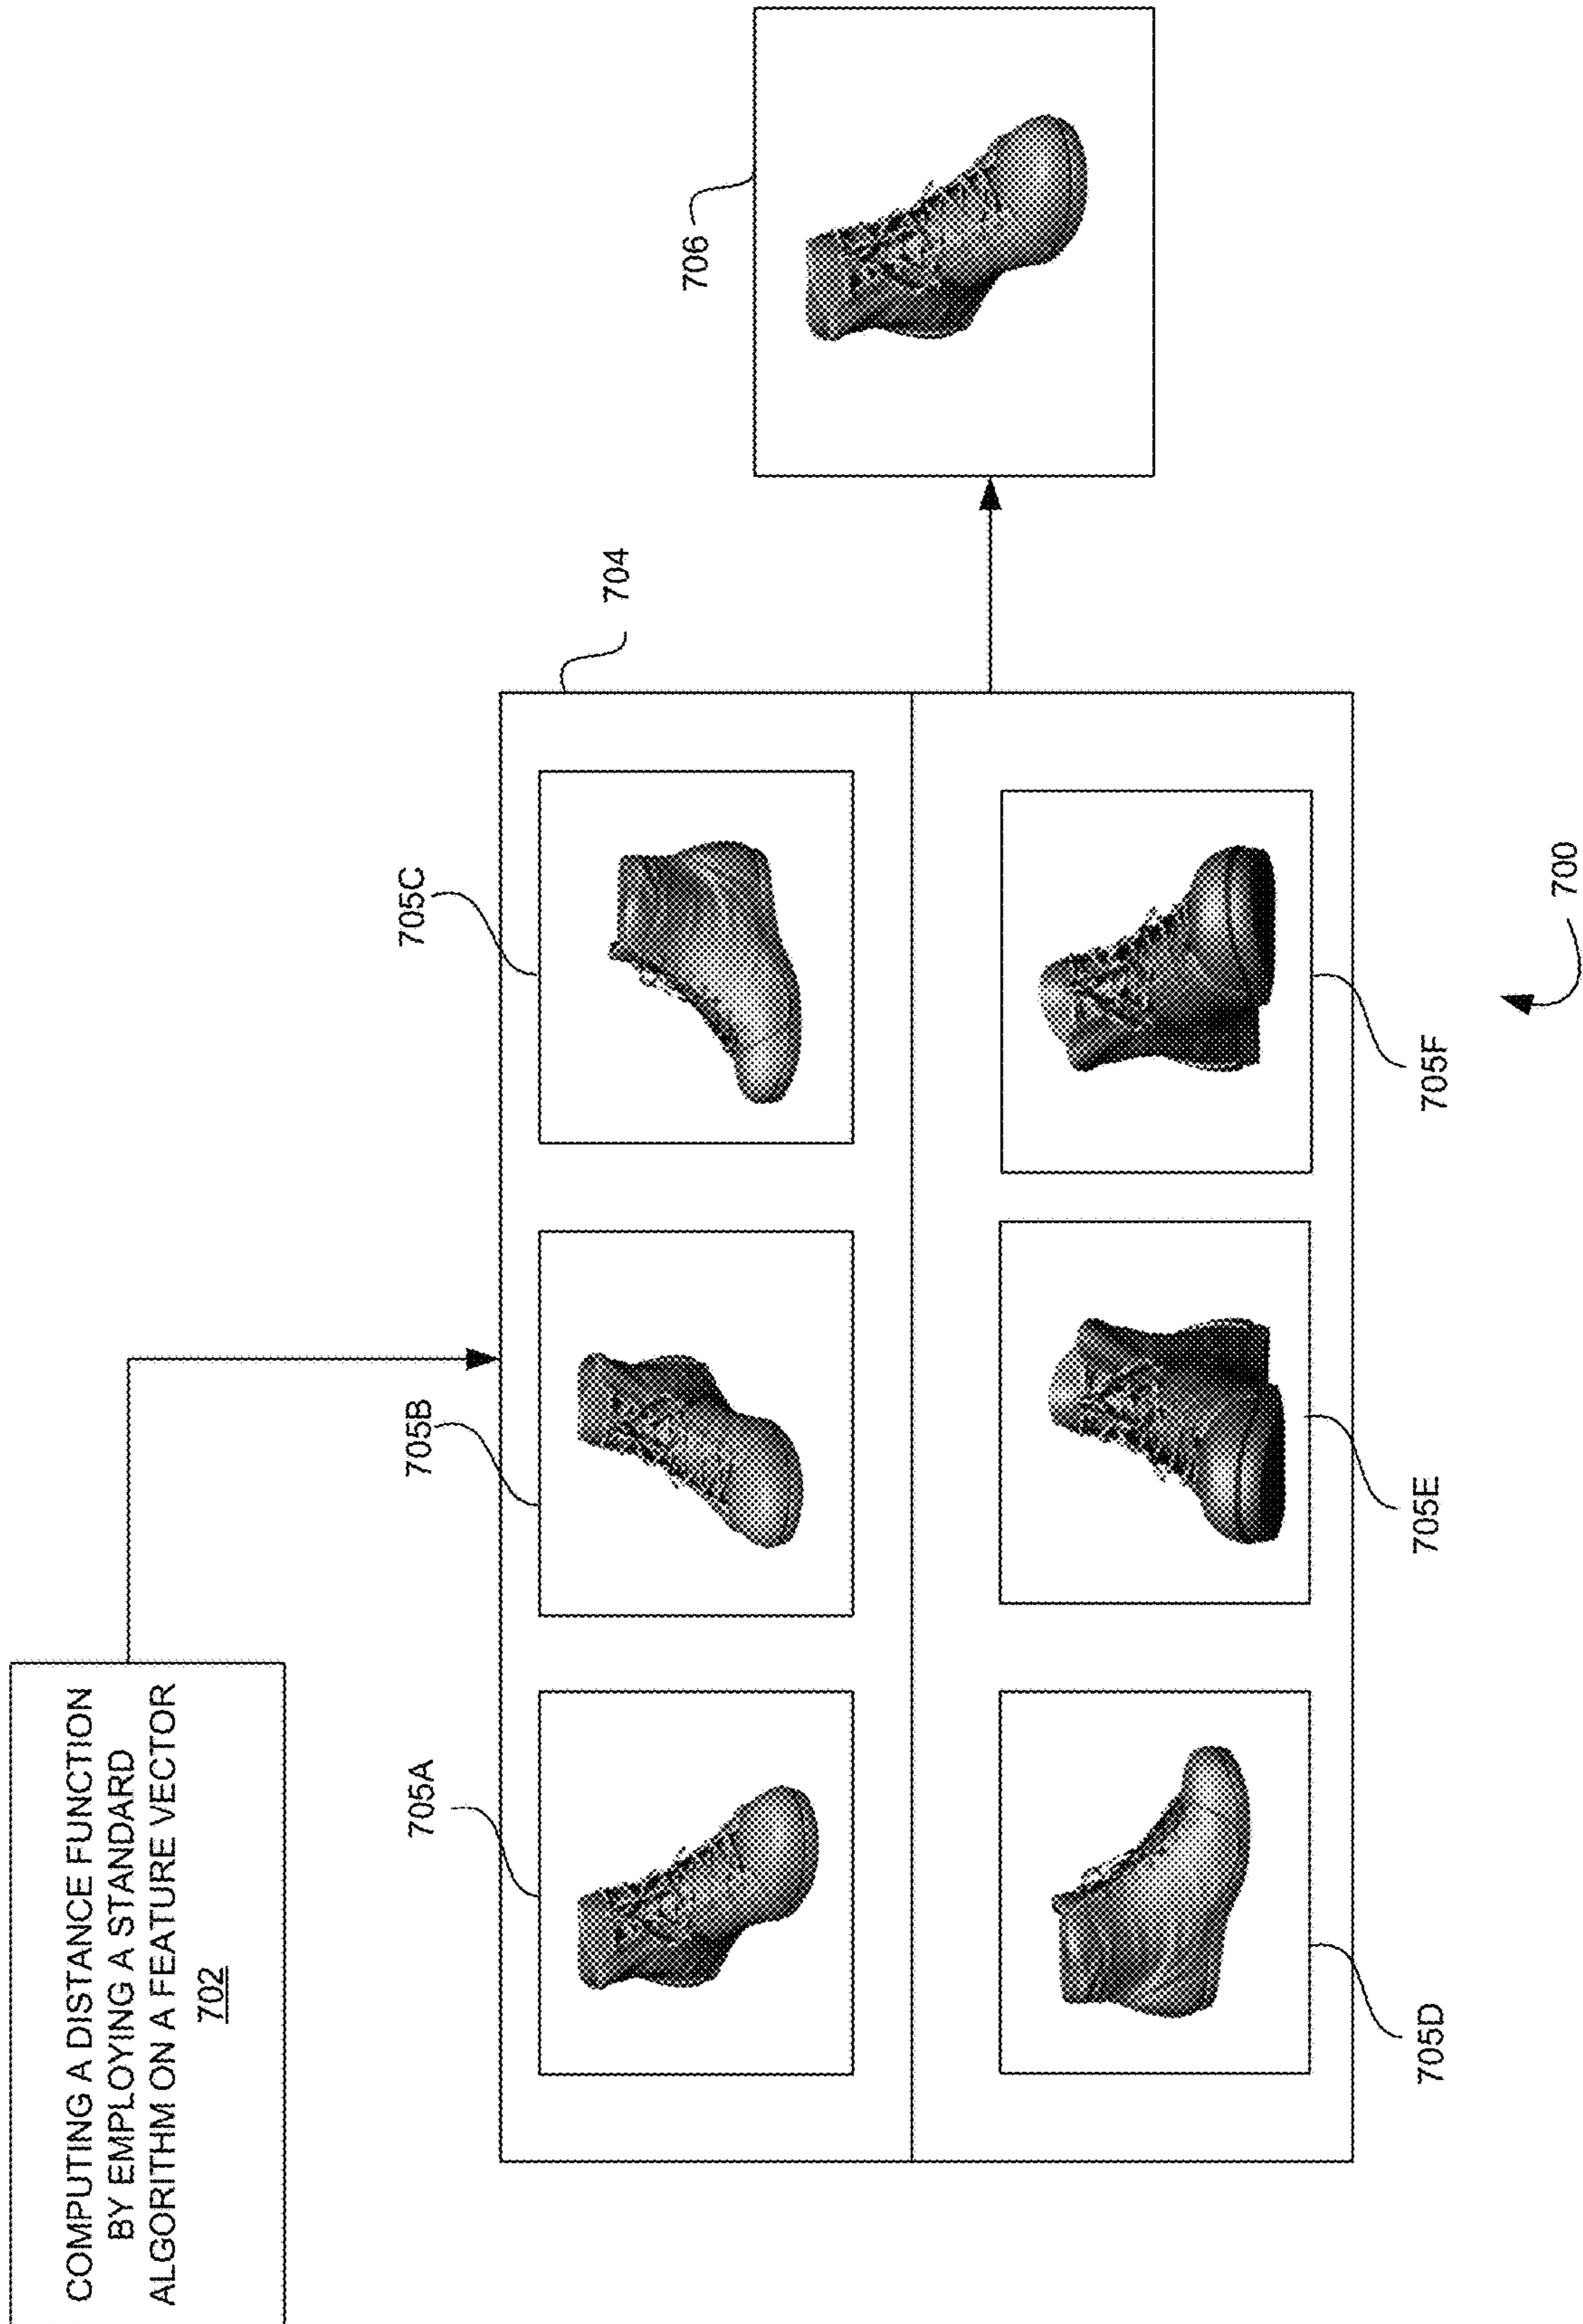 COMPUTING A DISTANCE FUNCTION
BY EMPLOYING A STANDARD
ALGORITHM ON A FEATURE VECTOR
702
704
705A
705B
705C
705D
705E
705F
706
700